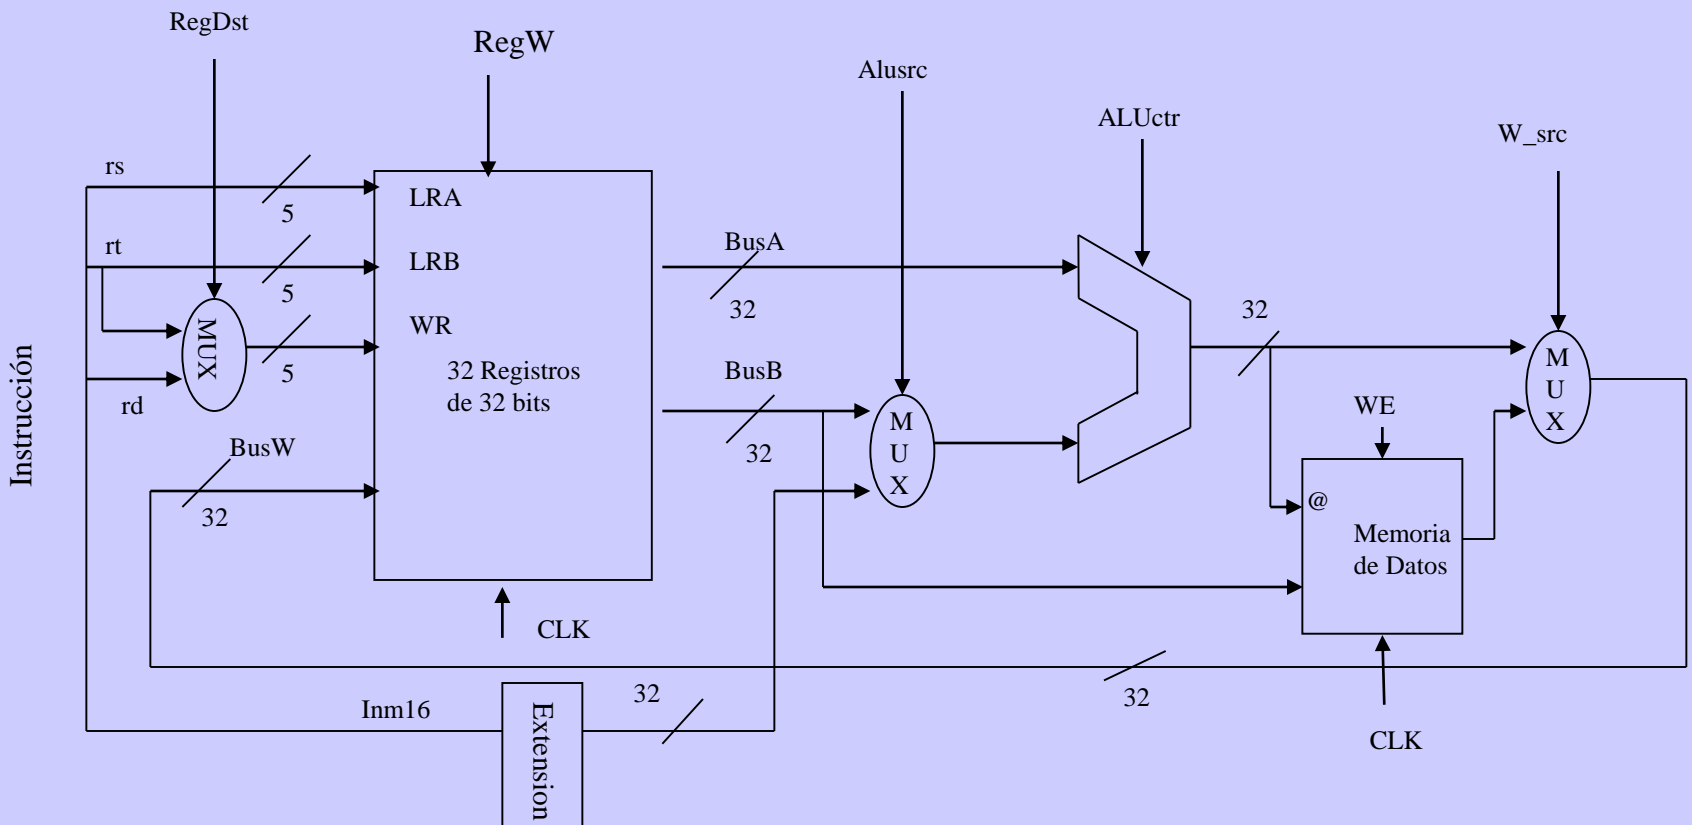 RegDst
RegW
Alusrc
ALUctr
W_src
rs
5
LRA
rt
5
LRB
BusA
32
MUX
5
WR
32
MUX
Instrucción
rd
32 Registros
de 32 bits
BusB
32
MUX
WE
BusW
32
@
Memoria
de Datos
CLK
32
32
Inm16
Extension
CLK